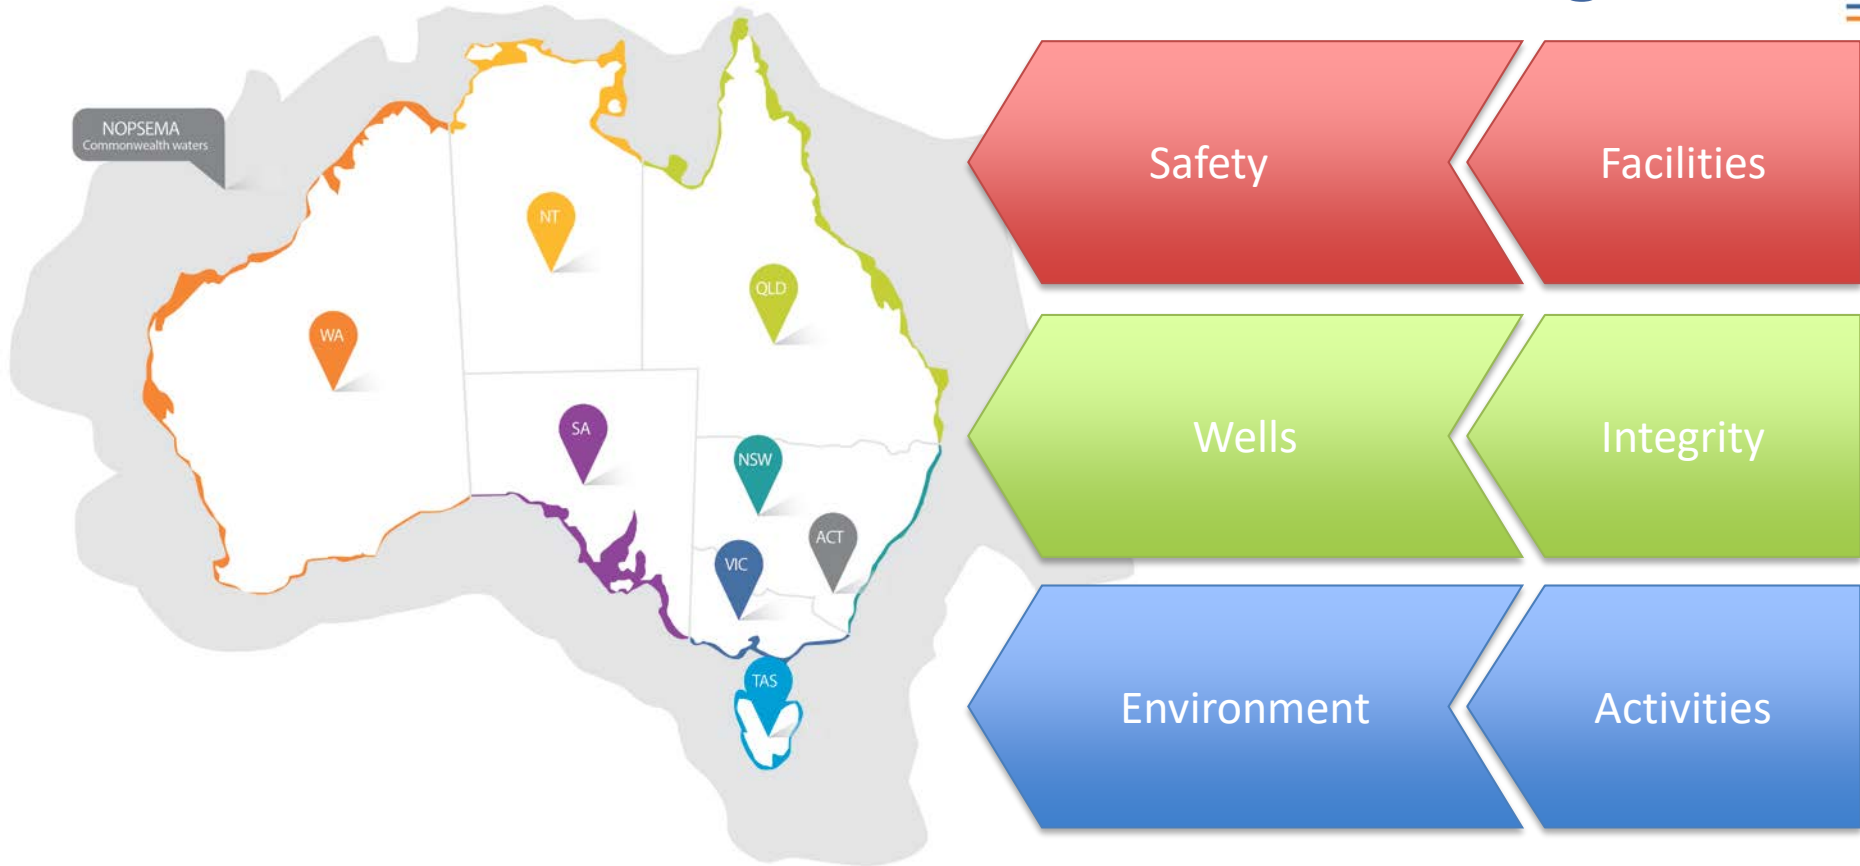 NOPSEMA
Commonwealth waters
NT
QLD
WA
SA
NSW
ACT
VIC
TAS
Safety
Facilities
Wells
Integrity
Environment
Activities